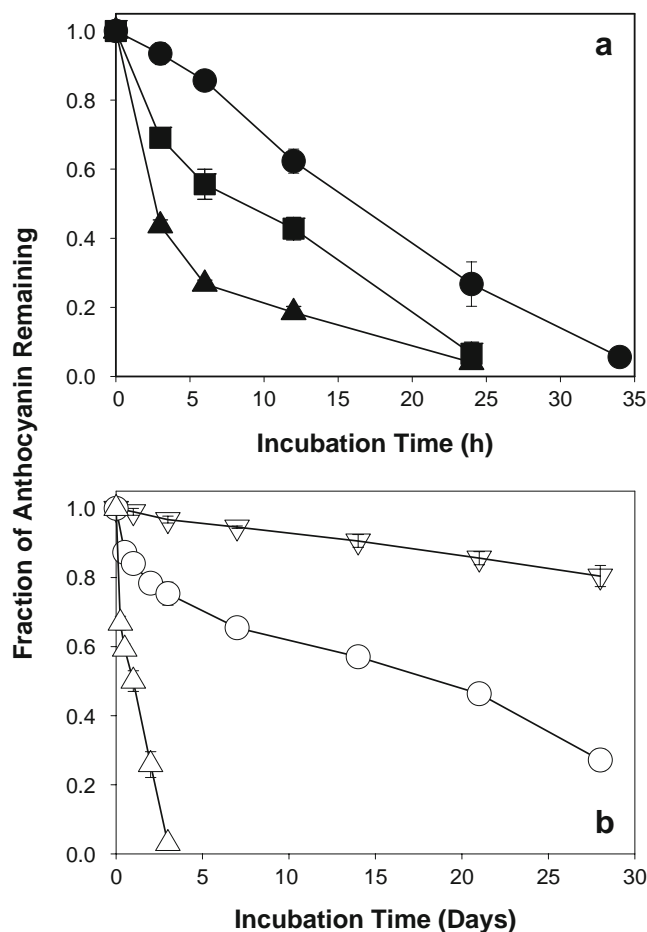 a
1.0
0.8
0.6
0.4
0.2
0.0
0 5 10 15 20 25 30 35
Incubation Time (h)
Fraction of Anthocyanin Remaining
1.0
0.8
0.6
0.4
0.2
0.0
b
0 5 10 15 20 25 30
Incubation Time (Days)